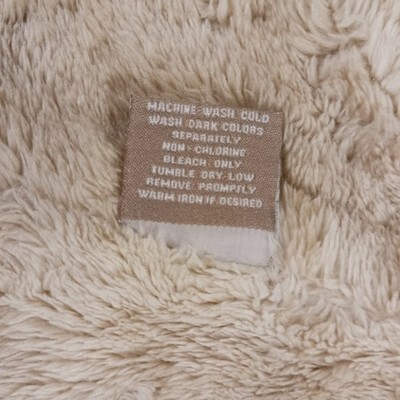 MACHINE WASH COLD
WASH DARK COLORS
SEPARATELY
NON-CHLORINE
BLEACH ONLY
TUMBLE DRY-LOW
REMOVE PROMPTLY
WARM IRON IF DESIRED